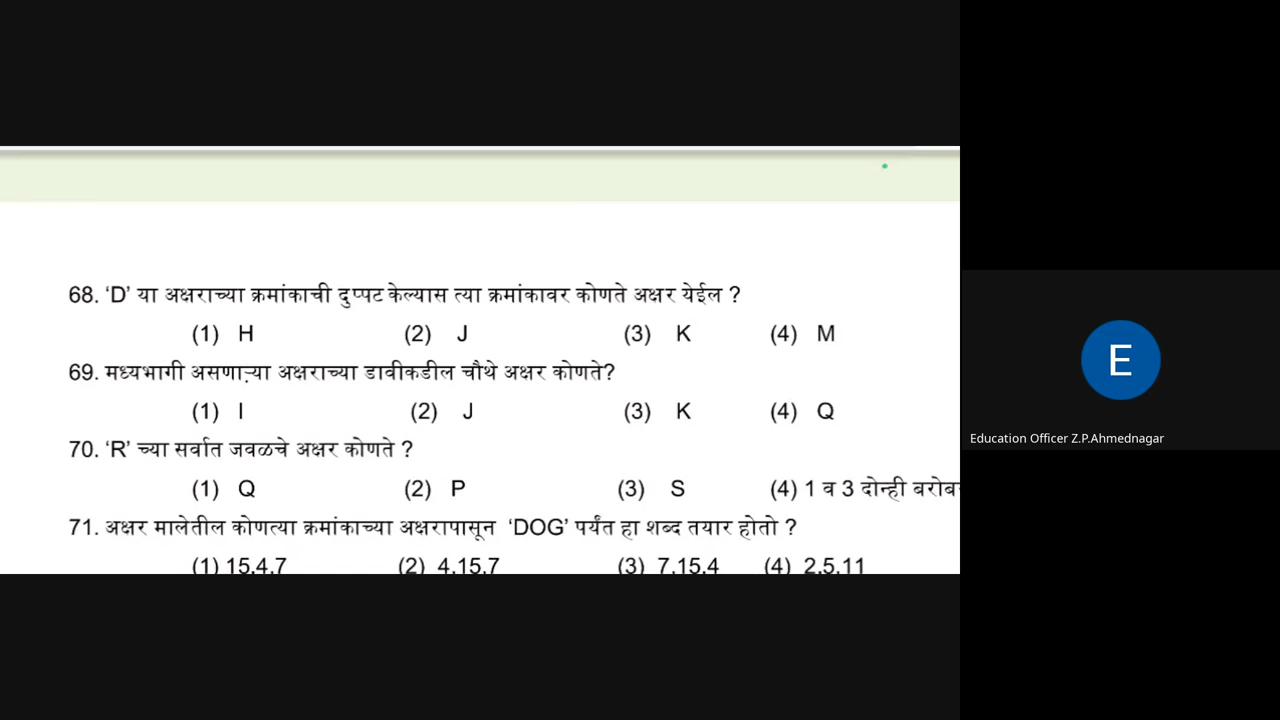 68. ‘D’ या अक्षराच्या क्रमांकाची दुप्पट केल्यास त्या क्रमांकावर कोणते अक्षर येईल ?
(1) H (2) J (3) K (4) M
69. मध्यभागी असणाऱ्या अक्षराच्या डावीकडील चौथे अक्षर कोणते?
(1) I (2) J (3) K (4) Q
70. ‘R’ च्या सर्वात जवळचे अक्षर कोणते ?
(1) Q (2) P (3) S (4) 1 व 3 दोन्ही
71. अक्षर मालेतील कोणत्या क्रमांकाच्या अक्षरापासून ‘DOG’ पर्यंत हा शब्द तयार होतो ?
(1) 15,4,7 (2) 4,15,7 (3) 7,15,4 (4) 2,5,11
E
Education Officer Z.P.Ahmednagar